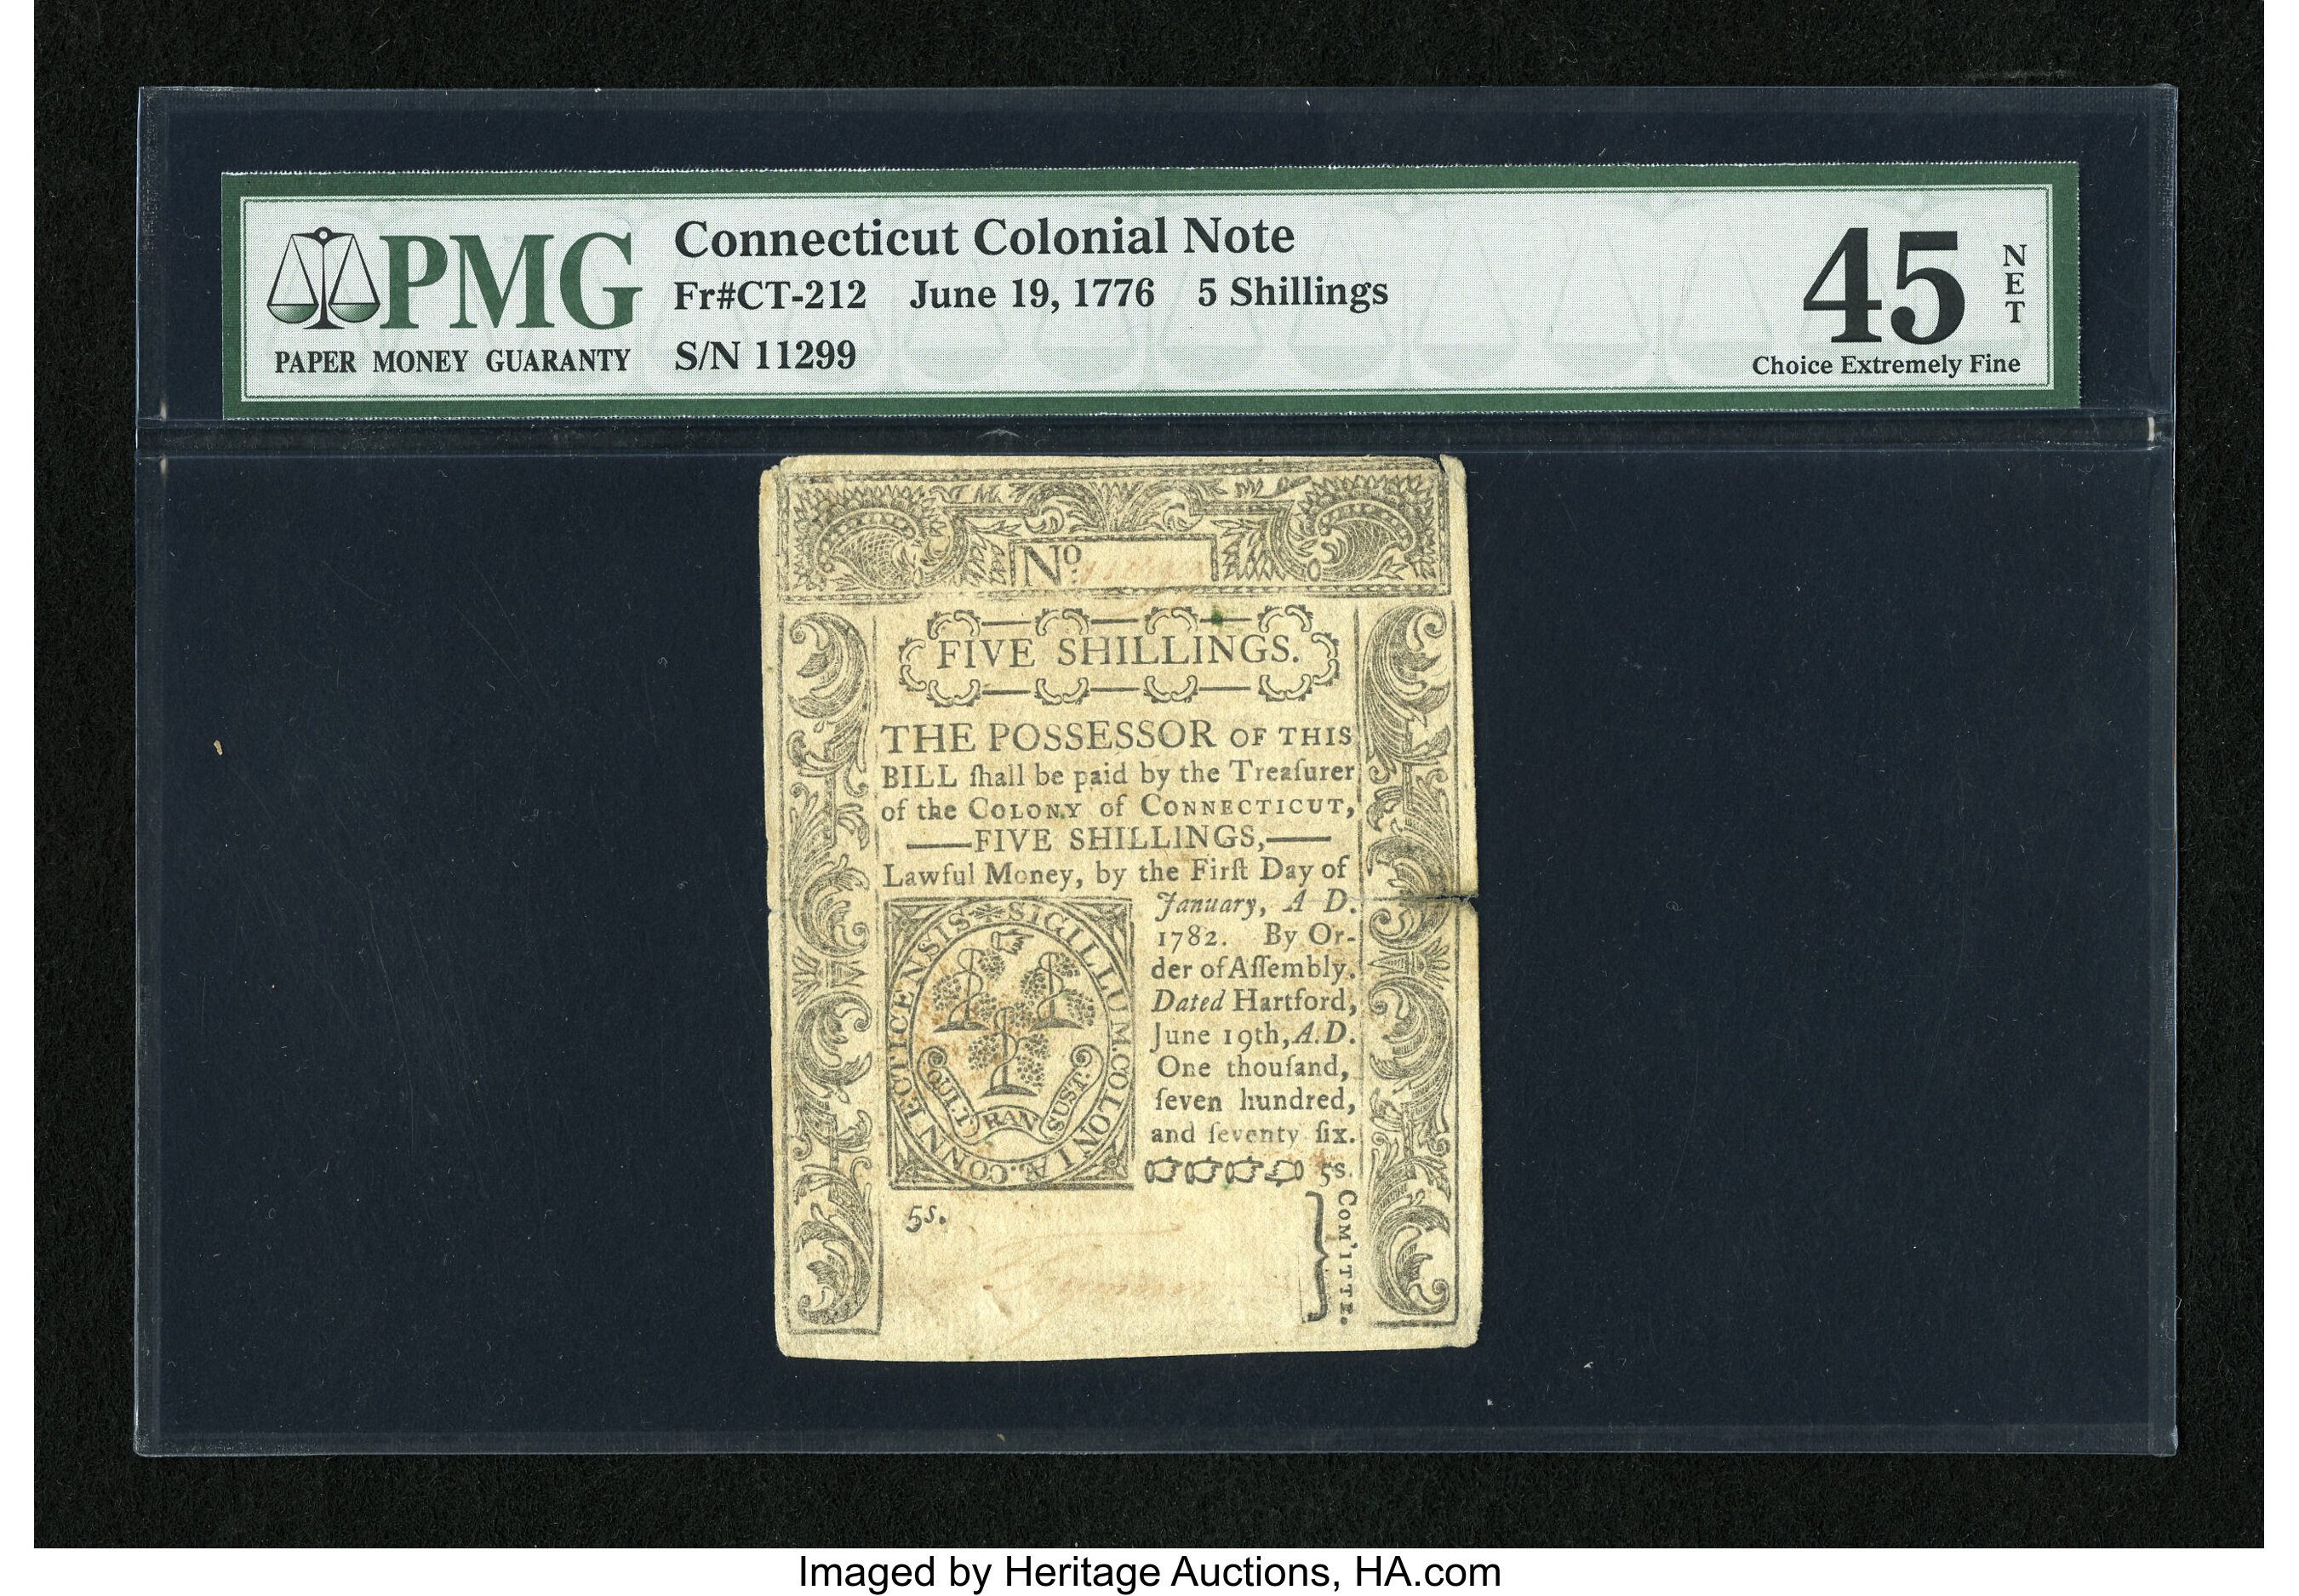 PMG
PAPER MONEY GUARANTY
Connecticut Colonial Note
Fr#CT-212 June 19, 1776 5 Shillings
S/N 11299
45 NET
Choice Extremely Fine
No.
FIVE SHILLINGS.
THE POSSESSOR OF THIS
BILL ſhall be paid by the Treaſurer
of the COLONY of CONNECTICUT,
—FIVE SHILLINGS,—
Lawful Money, by the Firſt Day of
January, A D.
1782. By Or-
der of Aſſembly.
Dated Hartford,
June 19th, A.D.
One thouſand,
ſeven hundred,
and ſeventy ſix.
5s.
SIGILLUM. COLONIÆ. CONNECTICENSIS
QUI. TRAN SUST.
5s.
COM'ITTE.
Imaged by Heritage Auctions, HA.com